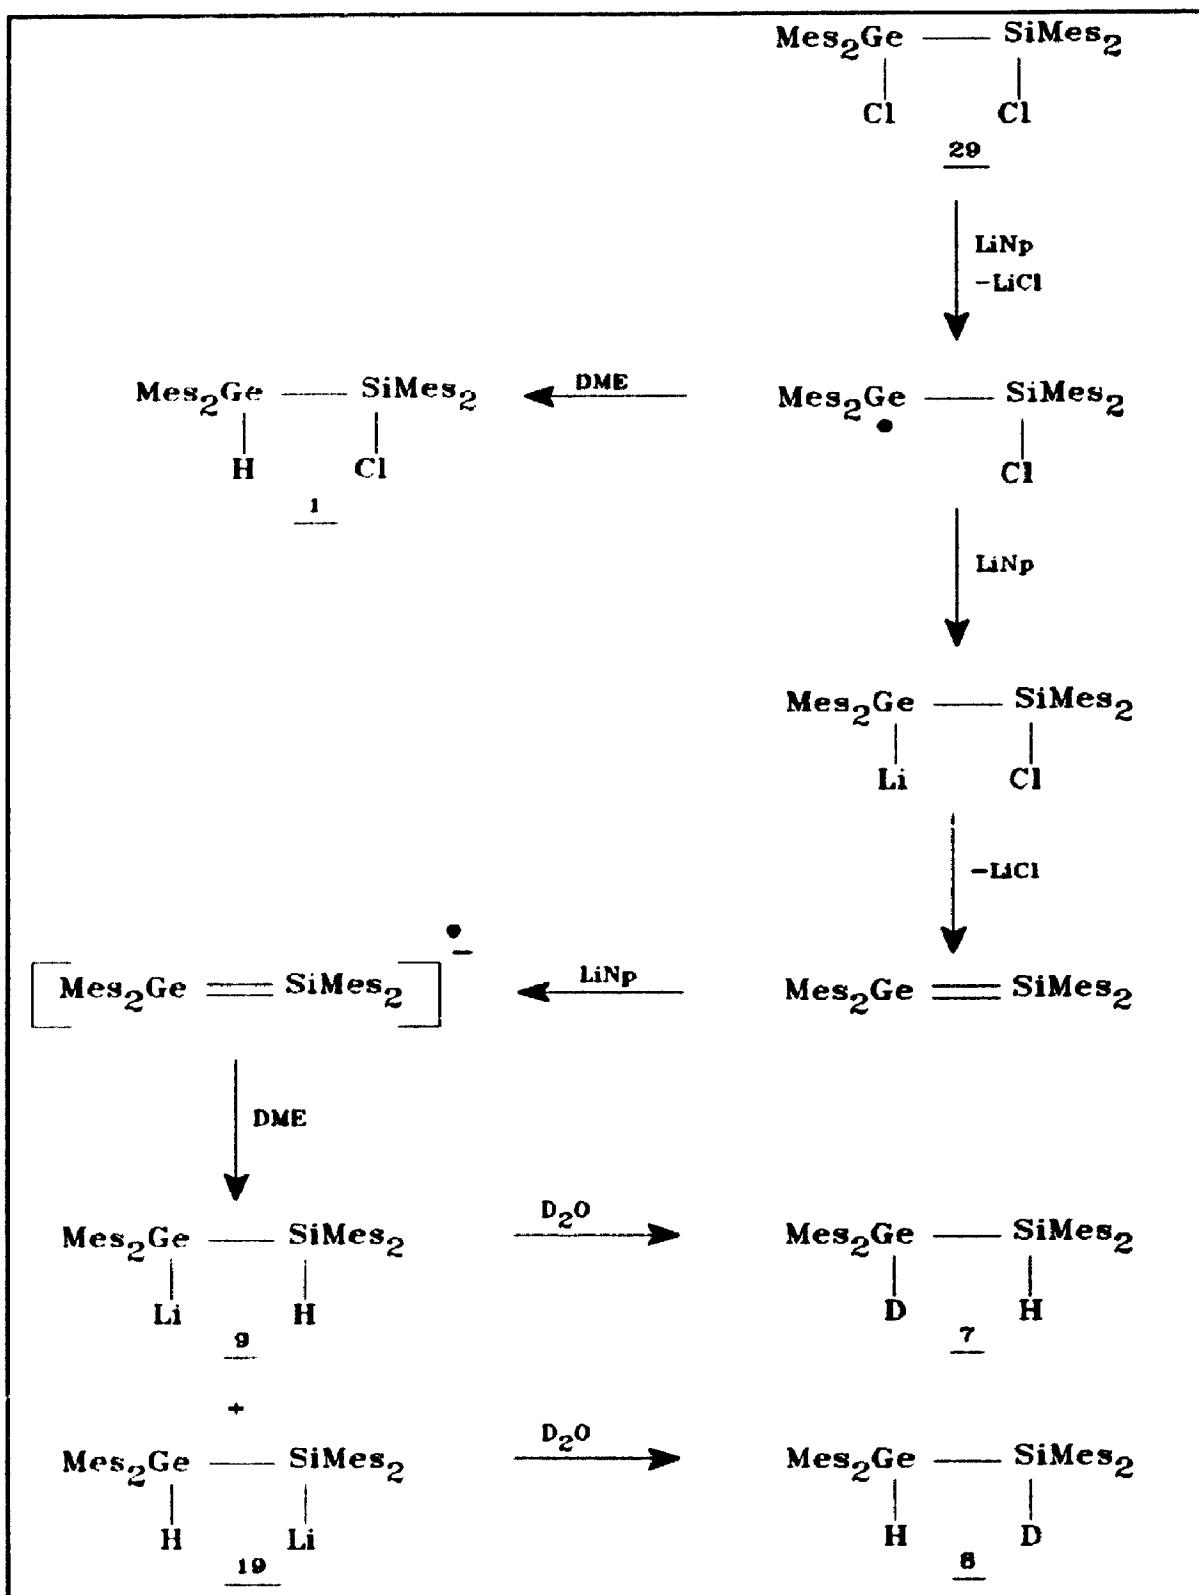 Mes2Ge — SiMes2
Cl Cl
29
LiNp
-LiCl
Mes2Ge — SiMes2
H Cl
1
DME
Mes2Ge — SiMes2
•
Cl
LiNp
Mes2Ge — SiMes2
Li Cl
-LiCl
[Mes2Ge = SiMes2]•-
LiNp
Mes2Ge = SiMes2
DME
Mes2Ge — SiMes2
Li H
9
D2O
Mes2Ge — SiMes2
D H
7
+
Mes2Ge — SiMes2
H Li
19
D2O
Mes2Ge — SiMes2
H D
8